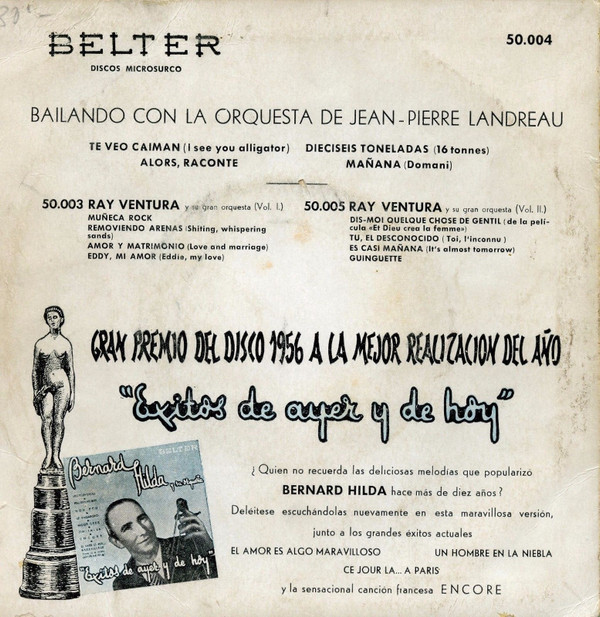 BELTER
50.004
DISCOS MICROSURCO
BAILANDO CON LA ORQUESTA DE JEAN-PIERRE LANDREAU
TE VEO CAIMAN (I see you alligator)
ALORS, RACONTE
DIECISEIS TONELADAS (16 tonnes)
MAÑANA (Domani)
50.003 RAY VENTURA y su gran orquesta (Vol. I.)
MUÑECA ROCK
REMOVIENDO ARENAS (Shiting, whispering
sands)
AMOR Y MATRIMONIO (Love and marriage)
EDDY, MI AMOR (Eddie, my love)
50.005 RAY VENTURA y su gran orquesta (Vol. II.)
DIS-MOI QUELQUE CHOSE DE GENTIL (de la pelí-
cula «Et Dieu crea la femme»)
TU, EL DESCONOCIDO ( Toi, l'inconnu )
ES CASI MAÑANA (It's almost tomorrow)
GUINGUETTE
GRAN PREMIO DEL DISCO 1956 A LA MEJOR REALIZACION DEL AÑO
"Exitos de ayer y de hoy"
BELTER
Bernard
Hilda
"Exitos de ayer y de hoy"
¿Quien no recuerda las deliciosas melodías que popularizó
BERNARD HILDA hace más de diez años?
Deléitese escuchándolas nuevamente en esta maravillosa versión,
junto a los grandes éxitos actuales
EL AMOR ES ALGO MARAVILLOSO
UN HOMBRE EN LA NIEBLA
CE JOUR LA... A PARIS
y la sensacional canción francesa ENCORE